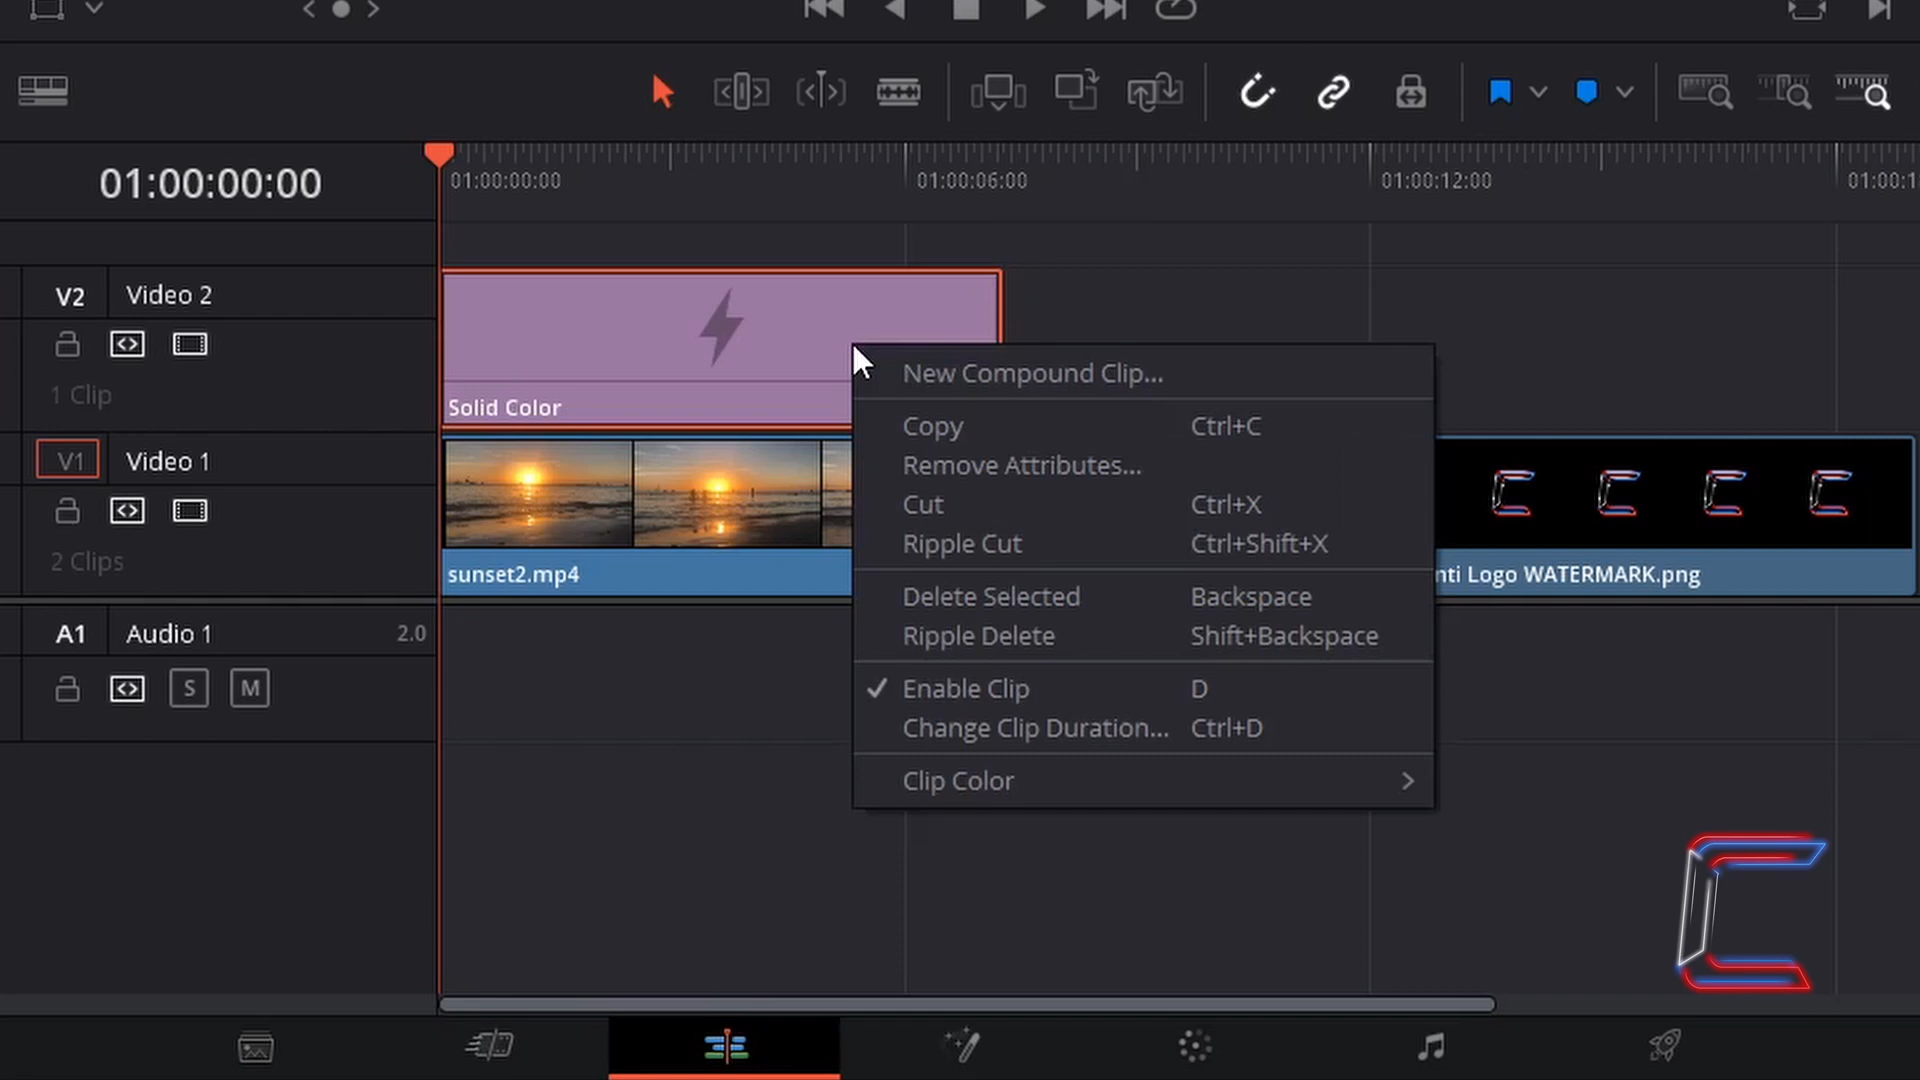 01:00:00:00
01:00:00:00
01:00:06:00
01:00:12:00
01:00:1
V2 Video 2
1 Clip
Solid Color
V1 Video 1
2 Clips
sunset2.mp4
nti Logo WATERMARK.png
A1 Audio 1 2.0
S M
New Compound Clip...
Copy Ctrl+C
Remove Attributes...
Cut Ctrl+X
Ripple Cut Ctrl+Shift+X
Delete Selected Backspace
Ripple Delete Shift+Backspace
Enable Clip D
Change Clip Duration... Ctrl+D
Clip Color